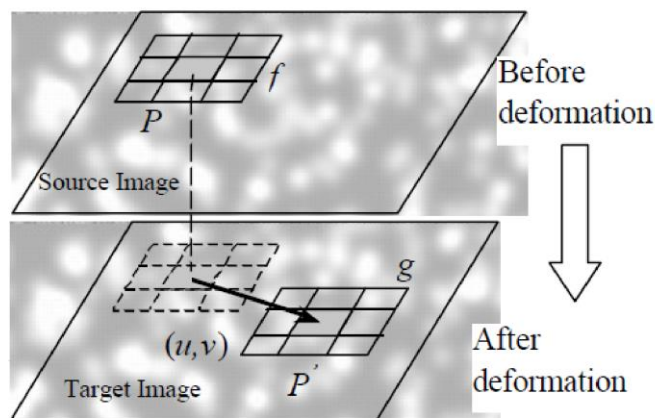 f
Before
deformation
P
Source Image
g
(u,v)
After
P'
deformation
Target Image